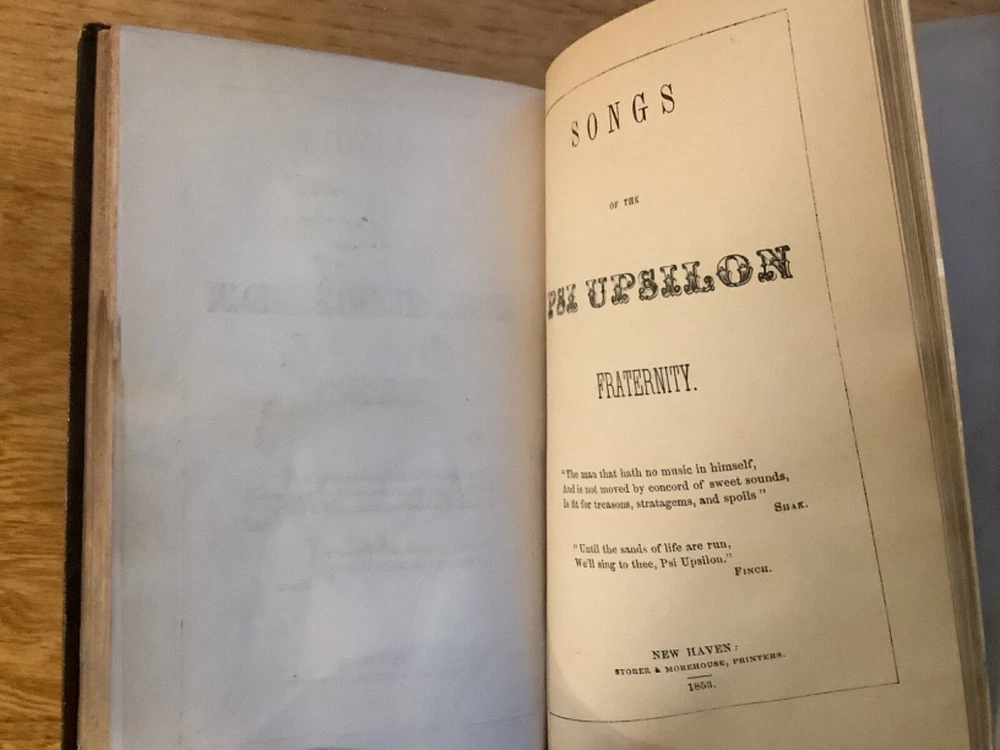 SONGS
OF THE
PSI UPSILON
FRATERNITY.
"The man that hath no music in himself,
And is not moved by concord of sweet sounds,
Is fit for treasons, stratagems, and spoils"
SHAK.
"Until the sands of life are run,
We'll sing to thee, Psi Upsilon."
FINCH.
NEW HAVEN:
STORER & MOREHOUSE, PRINTERS.
1853.